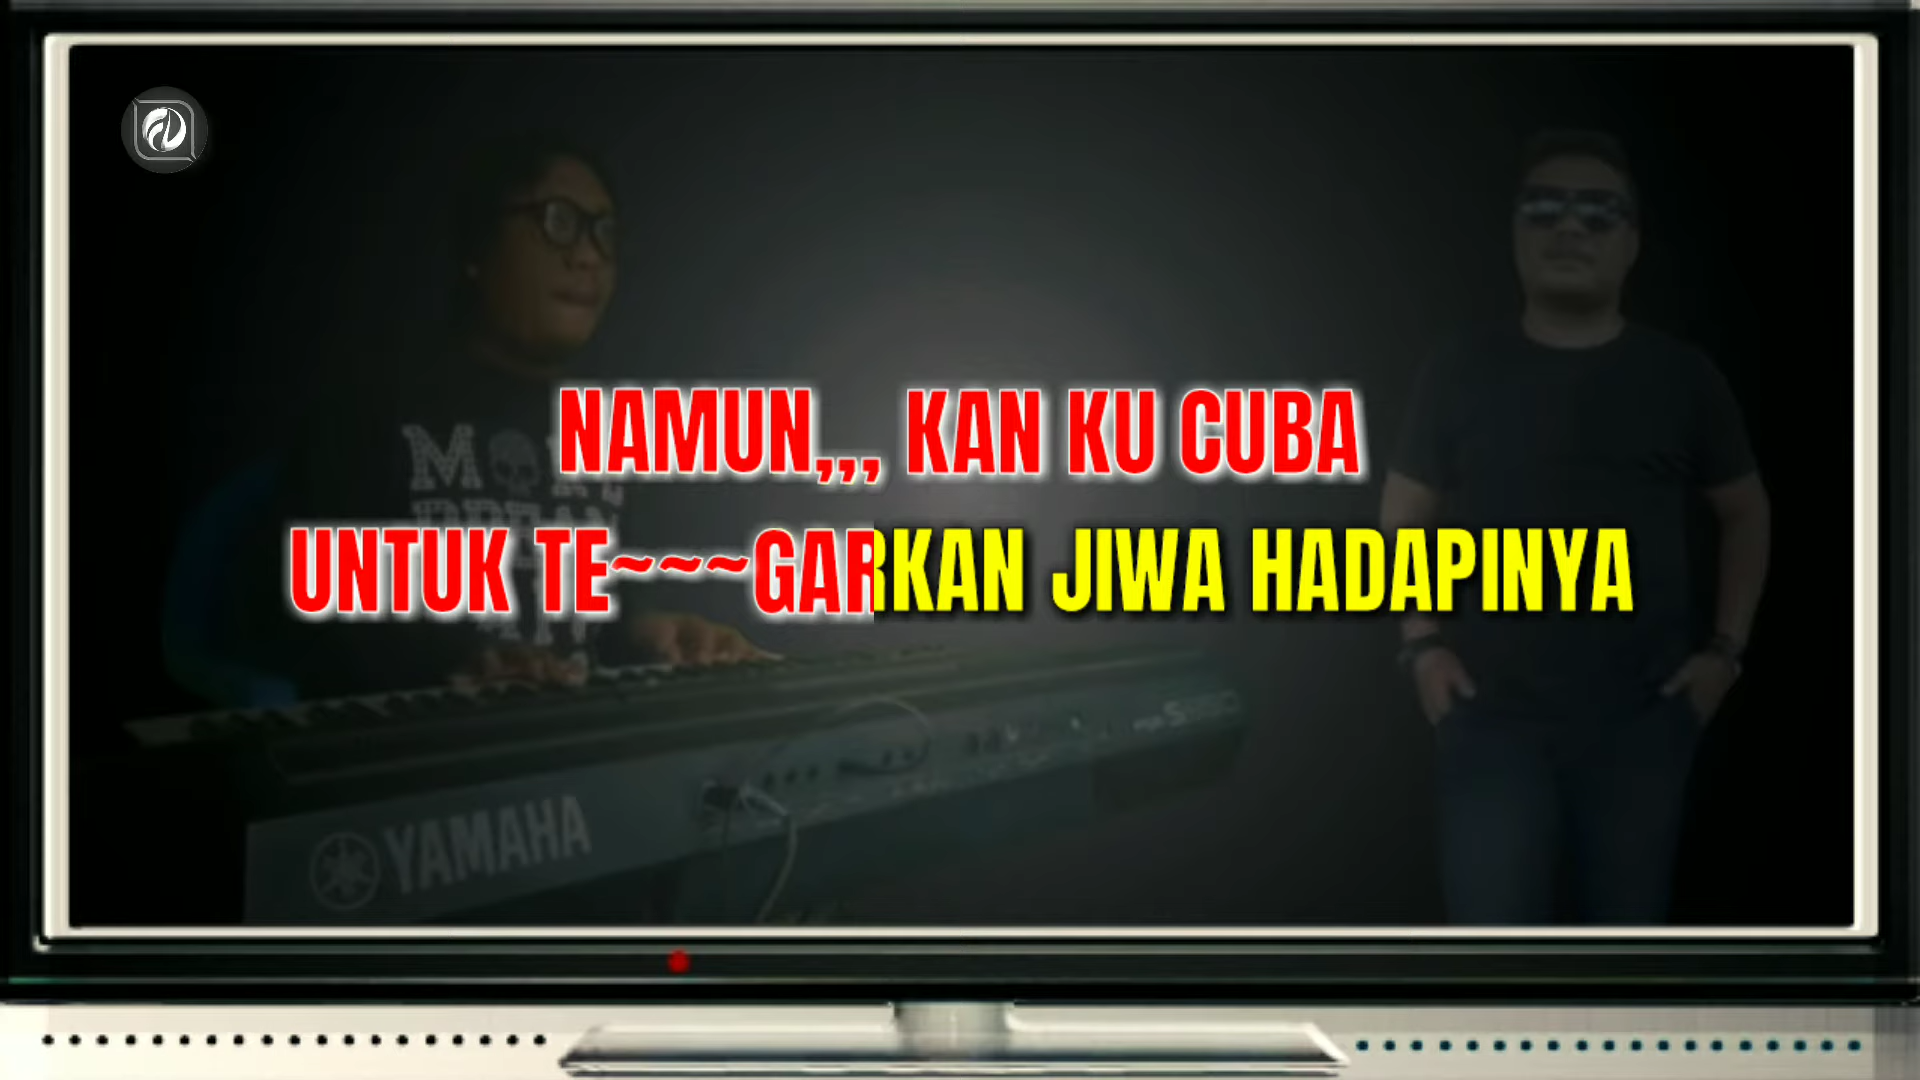 NAMUN,,, KAN KU CUBA
UNTUK TE~~~GARKAN JIWA HADAPINYA
YAMAHA